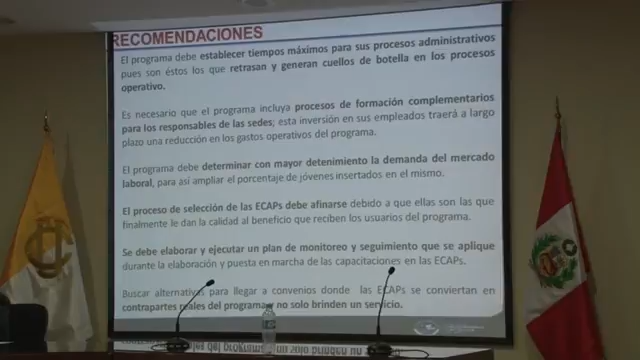 RECOMENDACIONES
El programa debe establecer tiempos máximos para sus procesos administrativos
pues son éstos los que retrasan y generan cuellos de botella en los procesos
operativo.
Es necesario que el programa incluya procesos de formación complementarios
para los responsables de las sedes; esta inversión en sus empleados traerá a largo
plazo una reducción en los gastos operativos del programa.
El programa debe determinar con mayor detenimiento la demanda del mercado
laboral, para así ampliar el porcentaje de jóvenes insertados en el mismo.
El proceso de selección de las ECAPs debe afinarse debido a que ellas son las que
finalmente le dan la calidad al beneficio que reciben los usuarios del programa.
Se debe elaborar y ejecutar un plan de monitoreo y seguimiento que se aplique
durante la elaboración y puesta en marcha de las capacitaciones en las ECAPs.
Buscar alternativas para llegar a convenios donde las ECAPs se conviertan en
contrapartes reales del programa y no solo brinden un servicio.